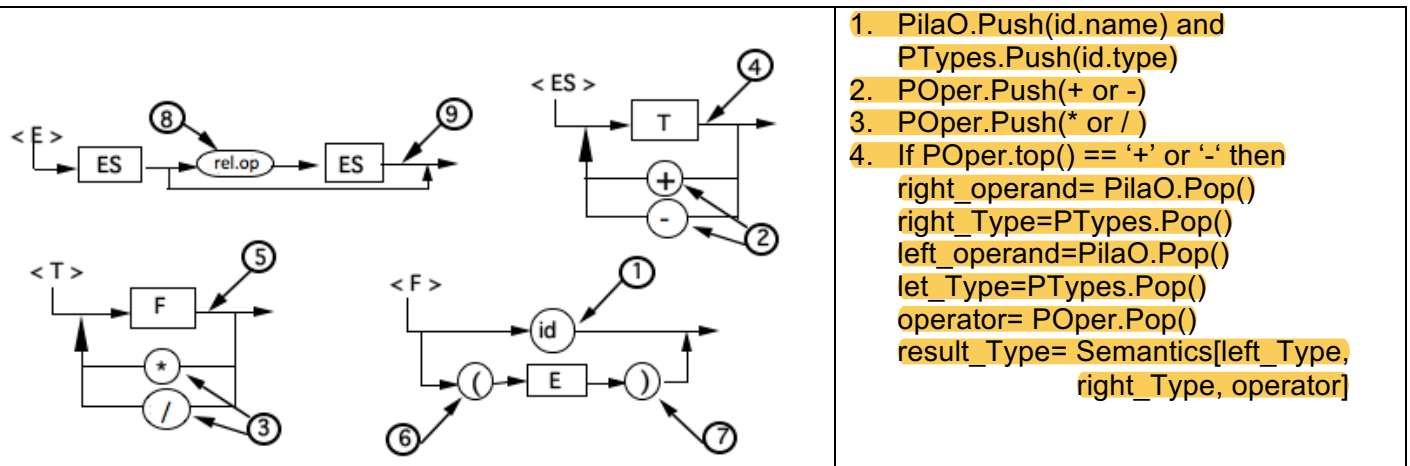 < E >
ES
rel.op
ES
8
9
< ES >
T
4
+
-
2
< T >
F
5
*
/
3
< F >
id
1
(
E
)
6
7
1. PilaO.Push(id.name) and
PTypes.Push(id.type)
2. POper.Push(+ or -)
3. POper.Push(* or / )
4. If POper.top() == ‘+’ or ‘-‘ then
right_operand= PilaO.Pop()
right_Type=PTypes.Pop()
left_operand=PilaO.Pop()
let_Type=PTypes.Pop()
operator= POper.Pop()
result_Type= Semantics[left_Type,
right_Type, operator]